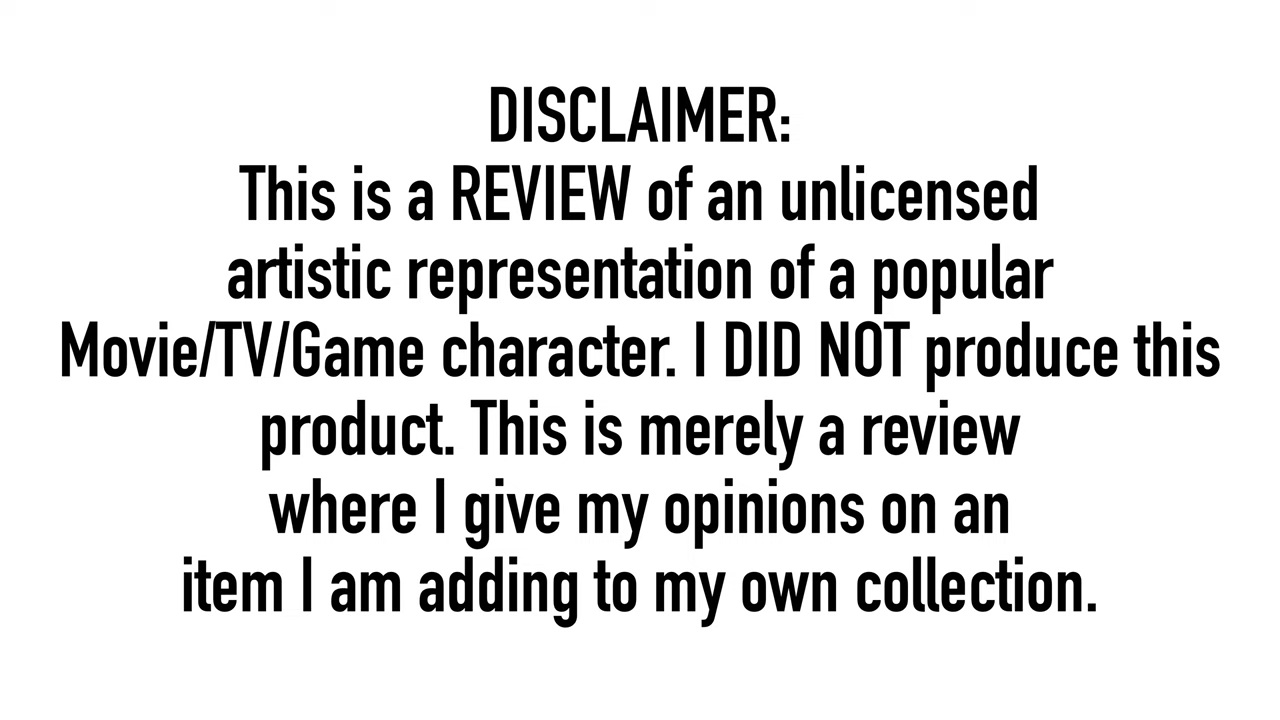 DISCLAIMER:
This is a REVIEW of an unlicensed
artistic representation of a popular
Movie/TV/Game character. I DID NOT produce this
product. This is merely a review
where I give my opinions on an
item I am adding to my own collection.